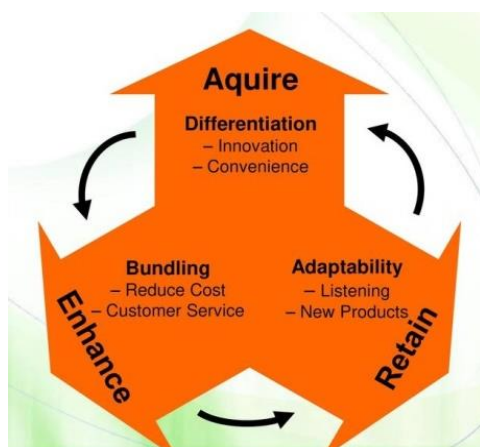 Aquire
Differentiation
– Innovation
– Convenience
Bundling
– Reduce Cost
– Customer Service
Enhance
Adaptability
– Listening
– New Products
Retain